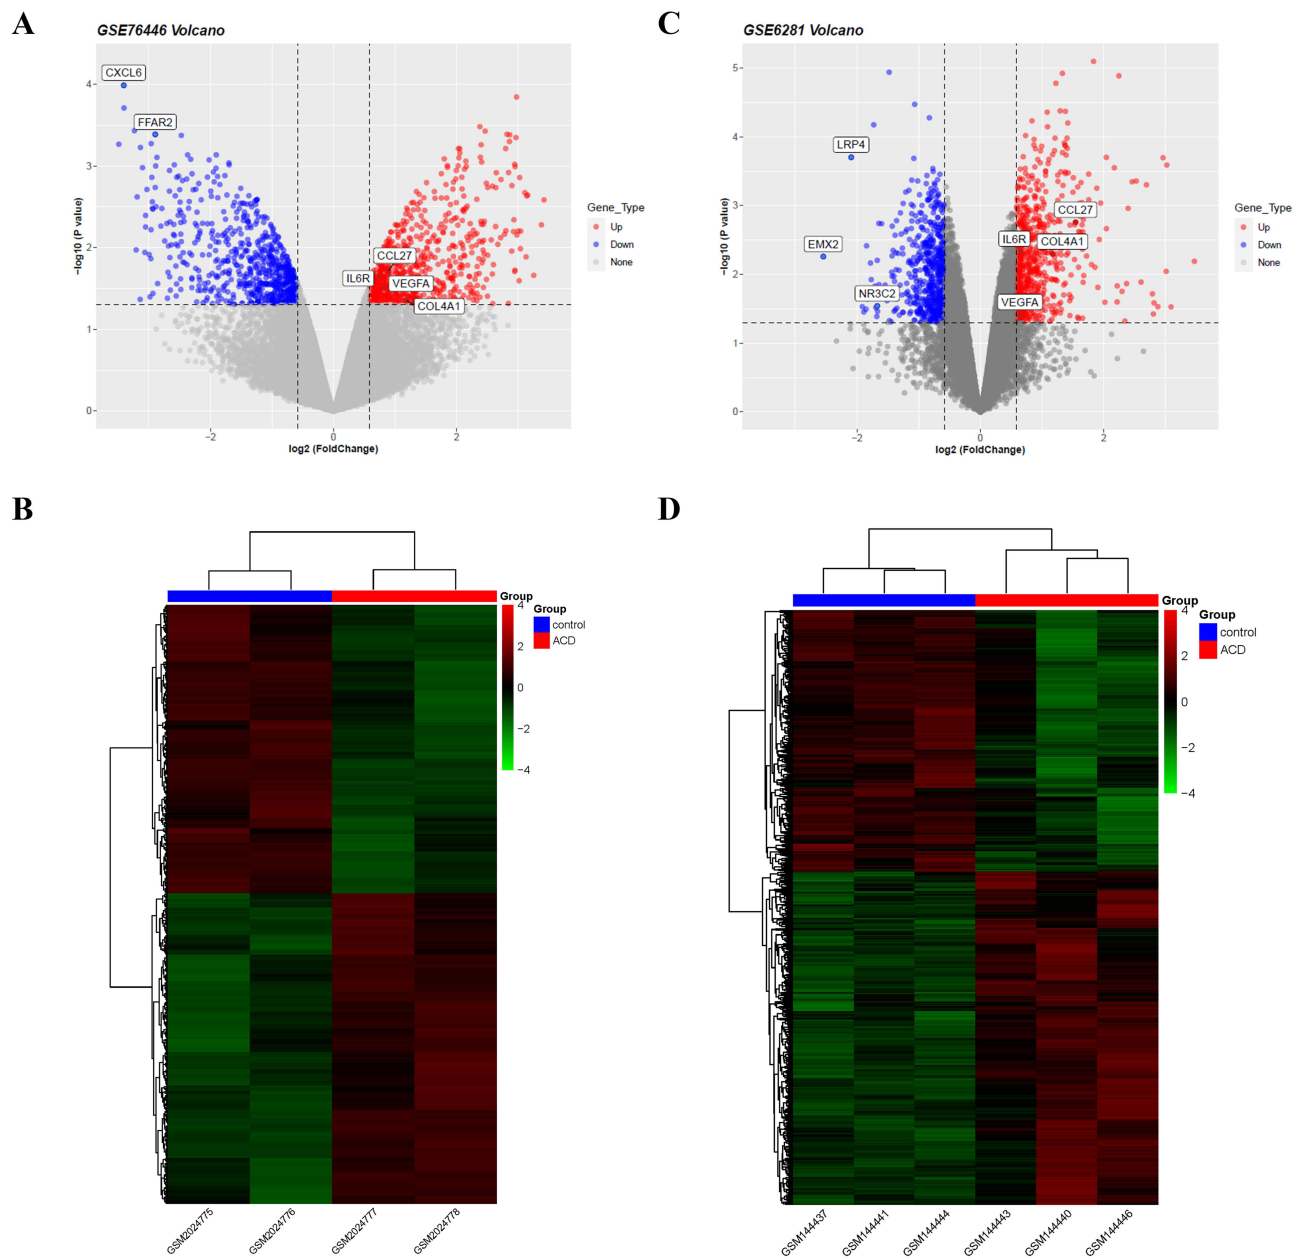 A
GSE76446 Volcano
CXCL6
FFAR2
CCL27
IL6R
VEGFA
COL4A1
4
3
2
1
0
−log10 (P value)
−2
0
2
log2 (FoldChange)
Gene_Type
Up
Down
None
C
GSE6281 Volcano
LRP4
EMX2
NR3C2
CCL27
IL6R
COL4A1
VEGFA
5
4
3
2
1
0
−log10 (P value)
−2
0
2
log2 (FoldChange)
Gene_Type
Up
Down
None
B
Group
4
2
0
−2
−4
Group
control
ACD
GSM2024775
GSM2024776
GSM2024777
GSM2024778
D
Group
4
2
0
−2
−4
Group
control
ACD
GSM144437
GSM144441
GSM144444
GSM144443
GSM144440
GSM144446